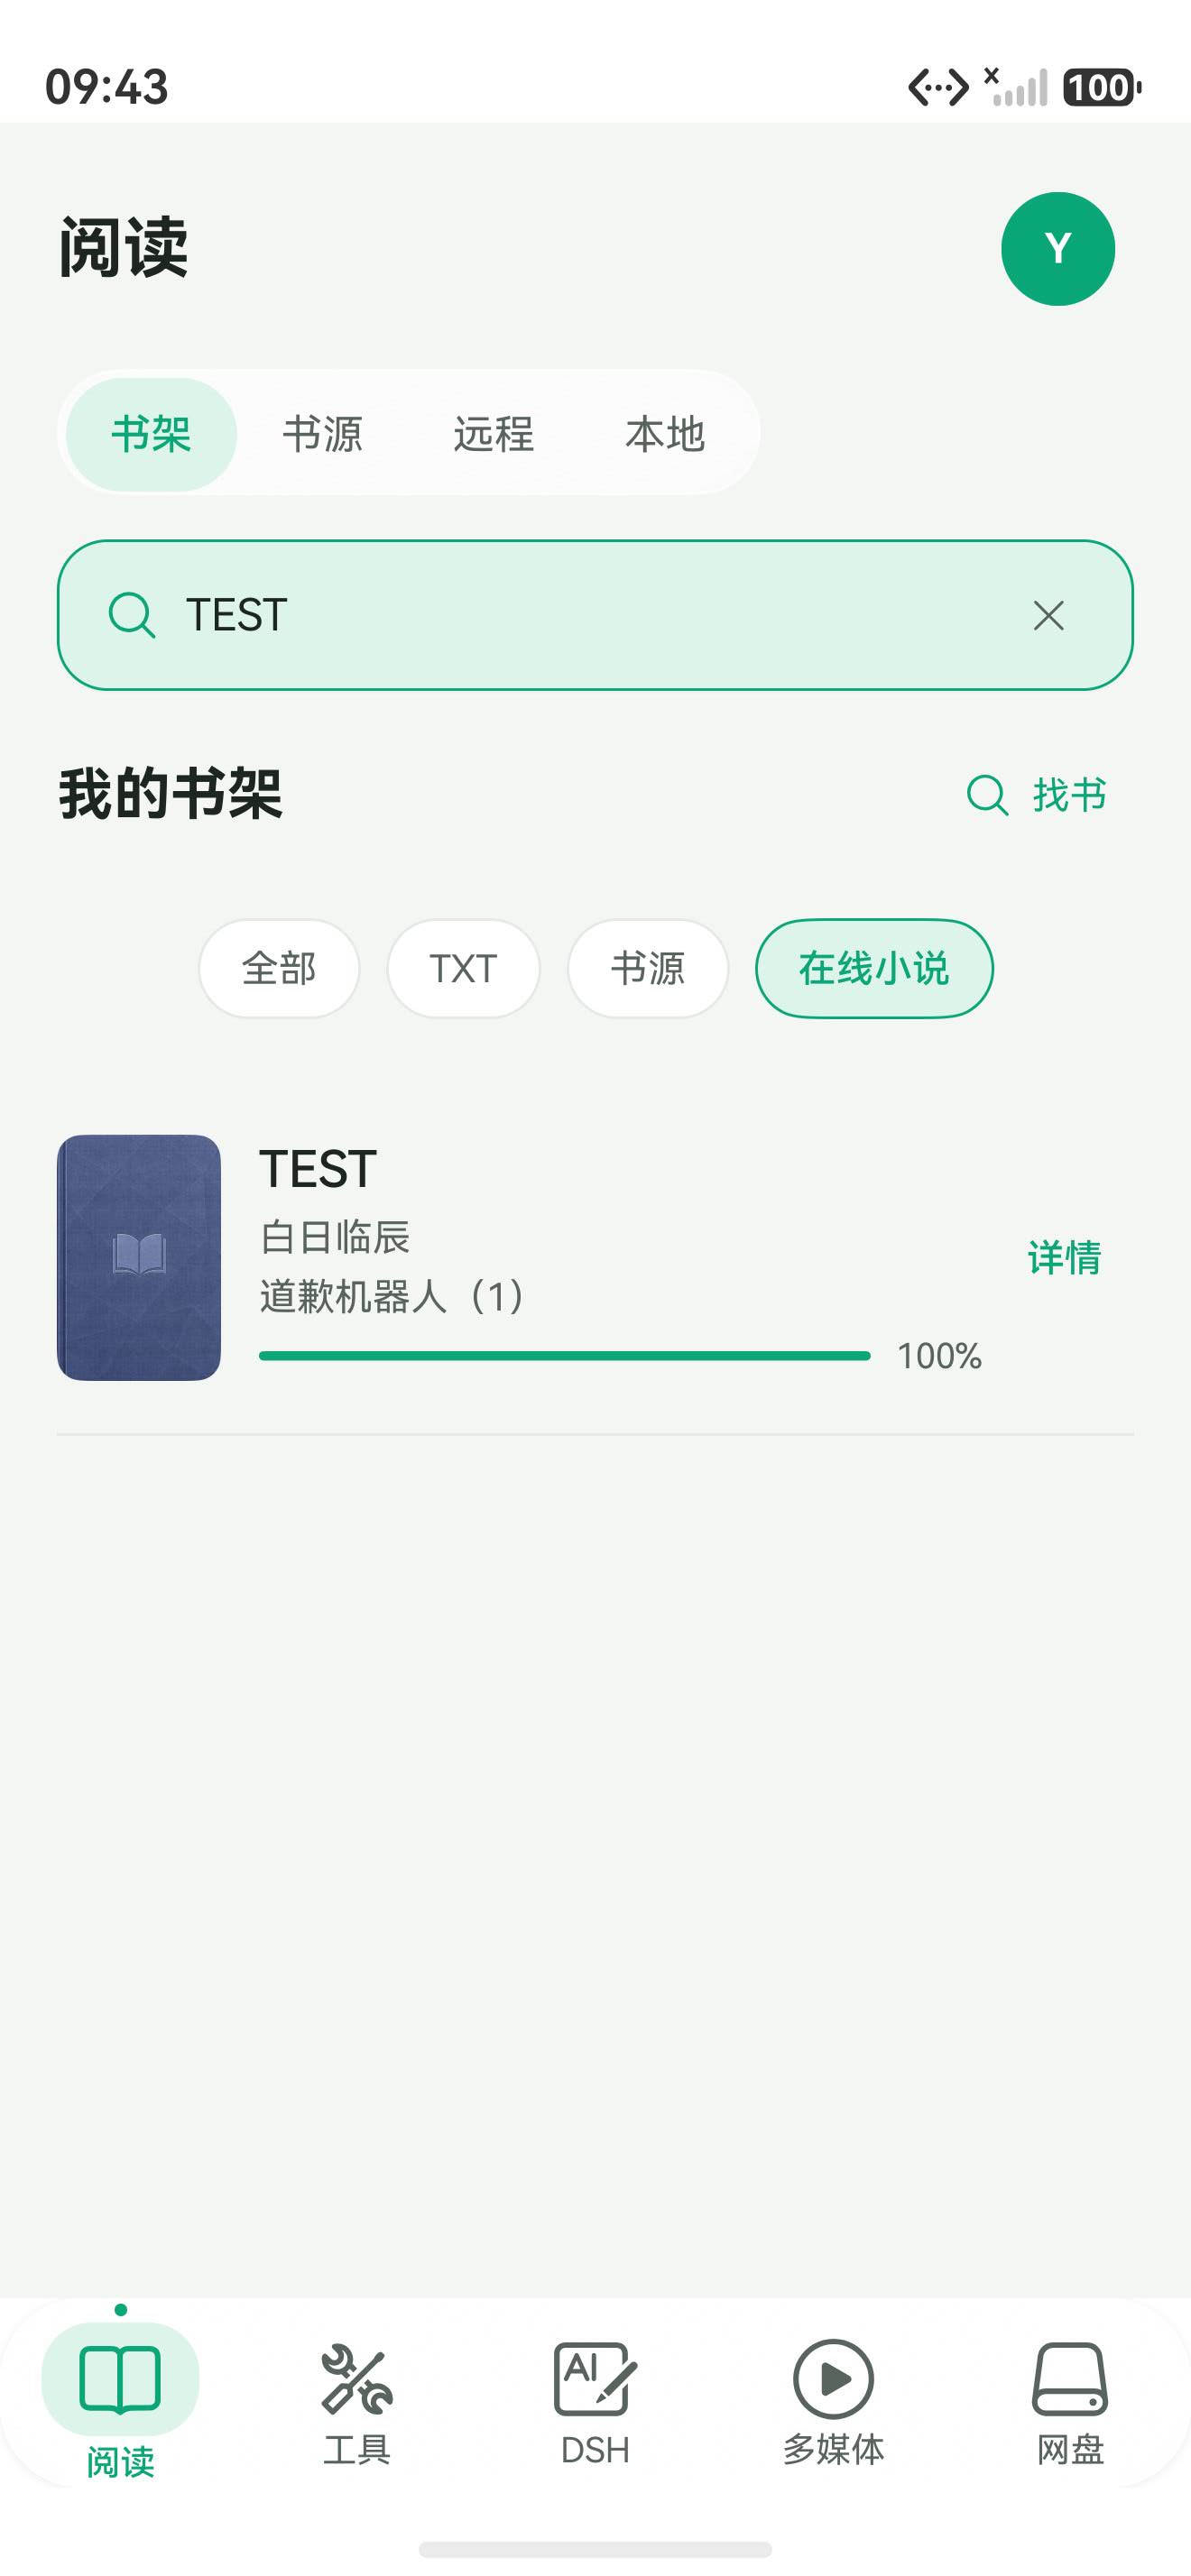 09:43
100
阅读
Y
书架 书源 远程 本地
TEST
我的书架
找书
全部 TXT 书源 在线小说
TEST
白日临辰
道歉机器人（1）
100%
详情
阅读 工具 DSH 多媒体 网盘
AI